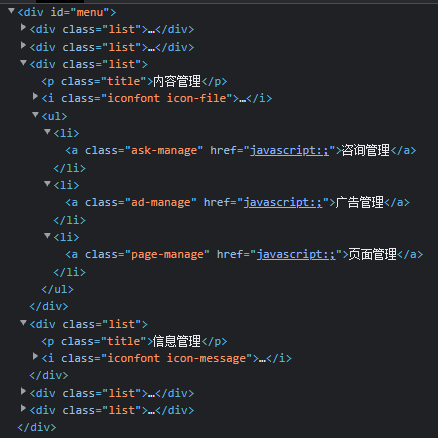 <div id="menu">
<div class="list">…</div>
<div class="list">…</div>
<div class="list">
<p class="title">内容管理</p>
<i class="iconfont icon-file">…</i>
<ul>
<li>
<a class="ask-manage" href="javascript:;">咨询管理</a>
</li>
<li>
<a class="ad-manage" href="javascript:;">广告管理</a>
</li>
<li>
<a class="page-manage" href="javascript:;">页面管理</a>
</li>
</ul>
</div>
<div class="list">
<p class="title">信息管理</p>
<i class="iconfont icon-message">…</i>
</div>
<div class="list">…</div>
<div class="list">…</div>
</div>